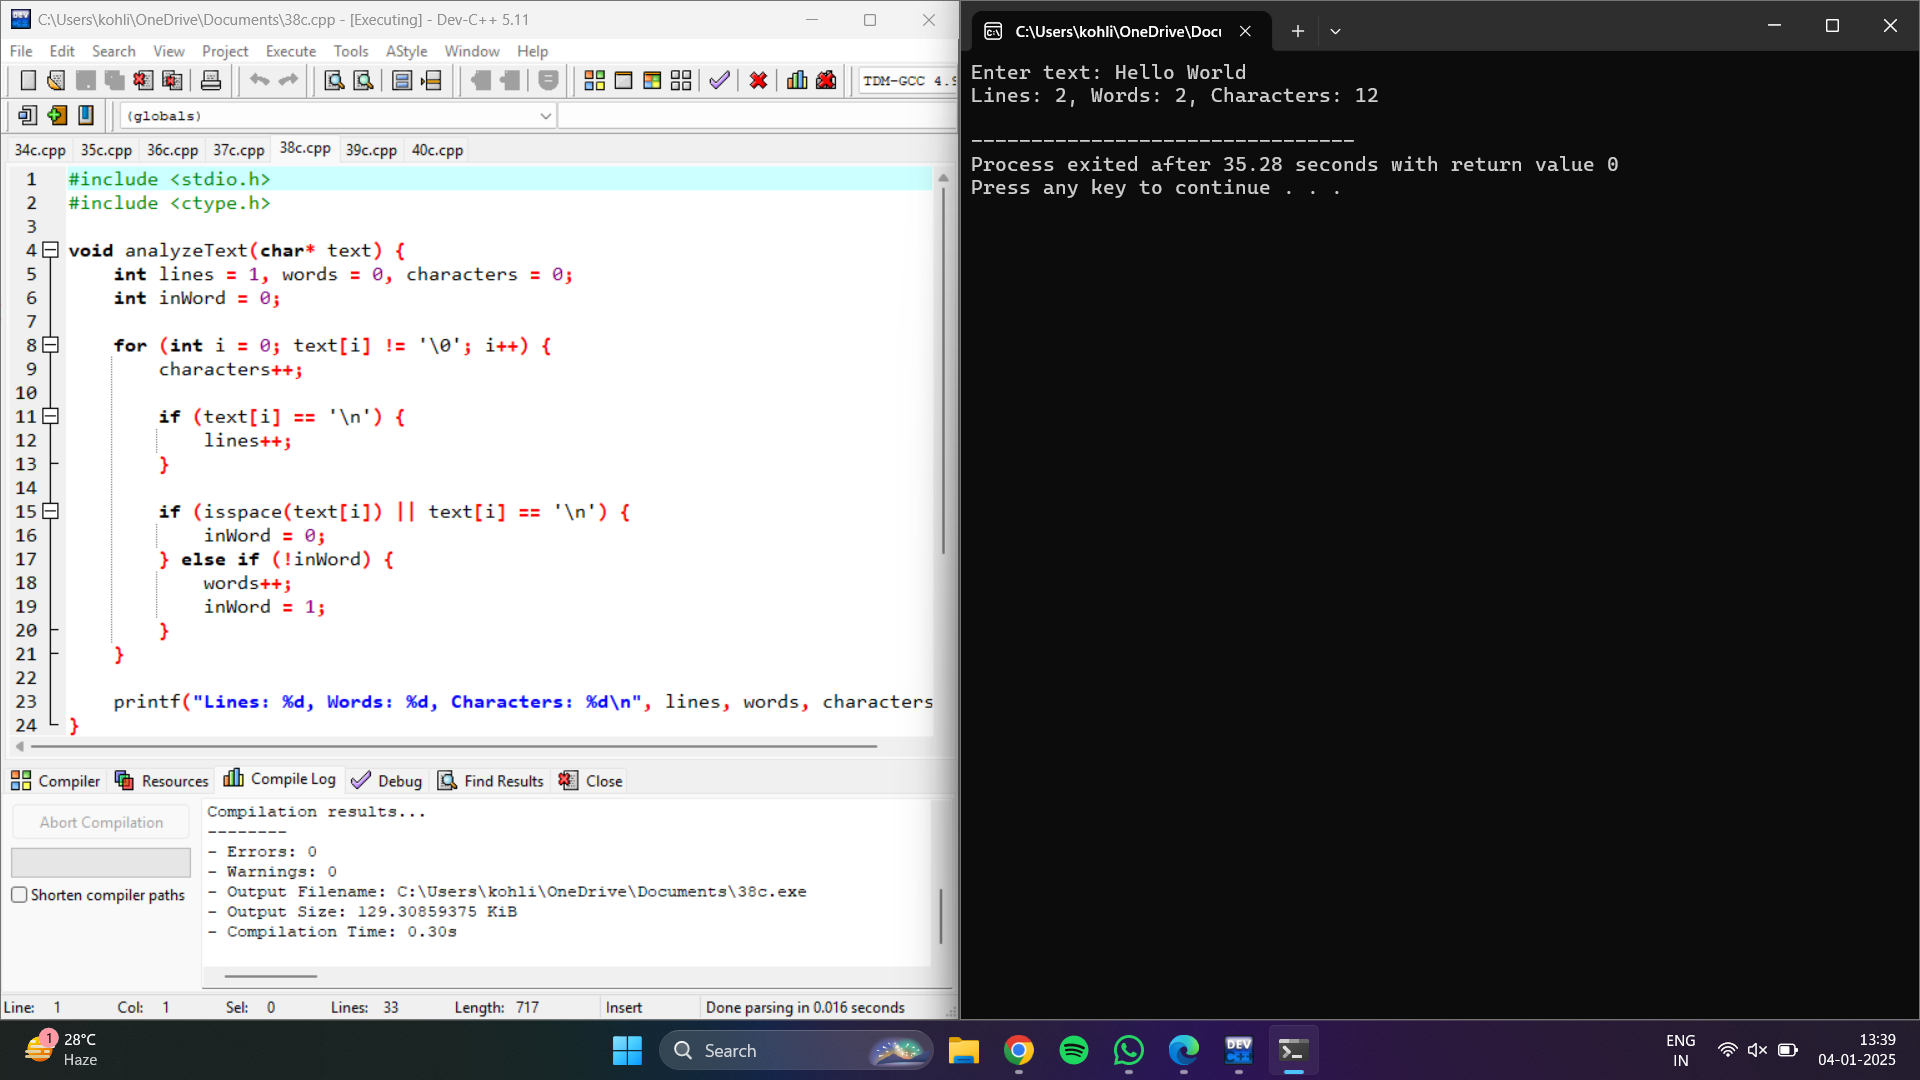 C:\Users\kohli\OneDrive\Documents\38c.cpp - [Executing] - Dev-C++ 5.11
File Edit Search View Project Execute Tools AStyle Window Help
TDM-GCC 4.9
(globals)
34c.cpp 35c.cpp 36c.cpp 37c.cpp 38c.cpp 39c.cpp 40c.cpp
1 #include <stdio.h>
2 #include <ctype.h>
3
4 void analyzeText(char* text) {
5 int lines = 1, words = 0, characters = 0;
6 int inWord = 0;
7
8 for (int i = 0; text[i] != '\0'; i++) {
9 characters++;
10
11 if (text[i] == '\n') {
12 lines++;
13 }
14
15 if (isspace(text[i]) || text[i] == '\n') {
16 inWord = 0;
17 } else if (!inWord) {
18 words++;
19 inWord = 1;
20 }
21 }
22
23 printf("Lines: %d, Words: %d, Characters: %d\n", lines, words, characters
24 }
Compiler Resources Compile Log Debug Find Results Close
Abort Compilation
Shorten compiler paths
Compilation results...
--------
- Errors: 0
- Warnings: 0
- Output Filename: C:\Users\kohli\OneDrive\Documents\38c.exe
- Output Size: 129.30859375 KiB
- Compilation Time: 0.30s
Line: 1 Col: 1 Sel: 0 Lines: 33 Length: 717 Insert Done parsing in 0.016 seconds
C:\Users\kohli\OneDrive\Docu
Enter text: Hello World
Lines: 2, Words: 2, Characters: 12
--------------------------------
Process exited after 35.28 seconds with return value 0
Press any key to continue . . .
1
28°C
Haze
Search
DEV
C++
ENG
IN
13:39
04-01-2025